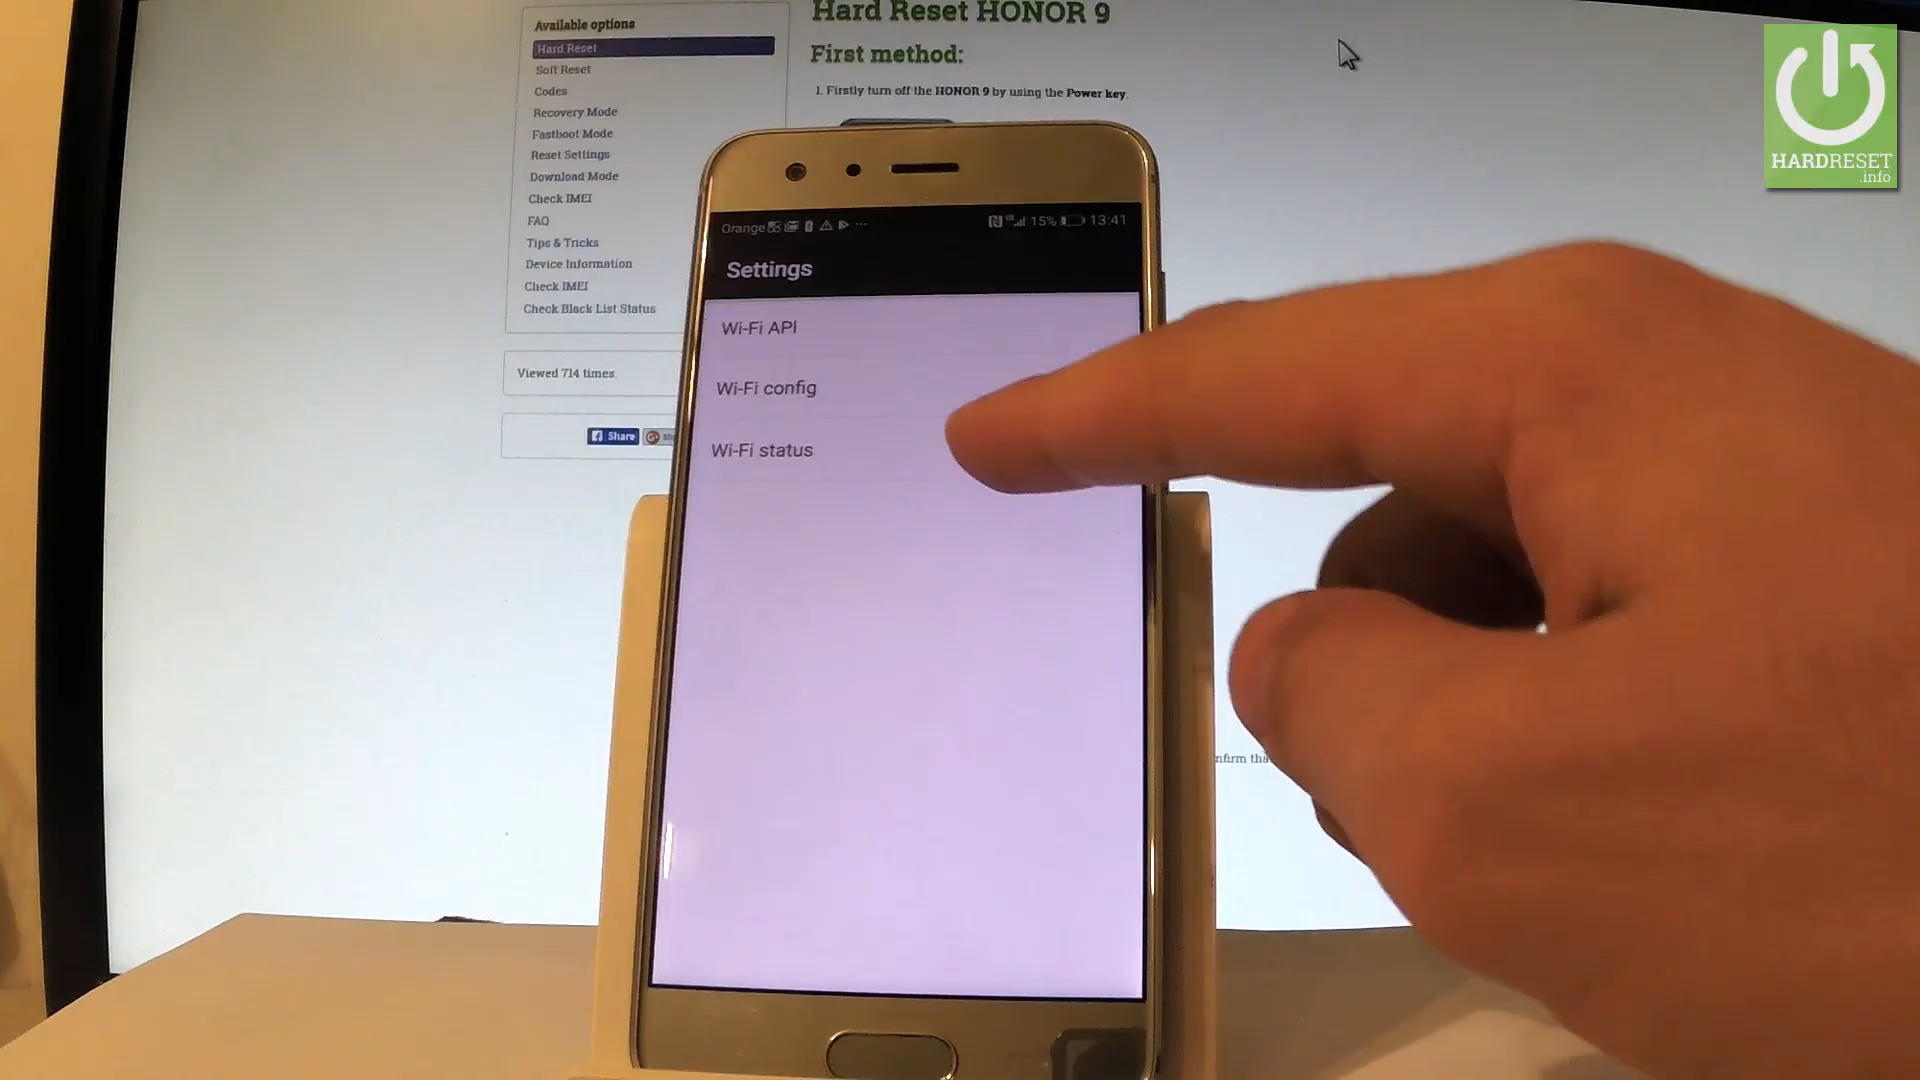 Available options
Hard Reset
Soft Reset
Codes
Recovery Mode
Fastboot Mode
Reset Settings
Download Mode
Check IMEI
FAQ
Tips & Tricks
Device Information
Check IMEI
Check Black List Status
Viewed 714 times.
Share
Hard Reset HONOR 9
First method:
1. Firstly turn off the HONOR 9 by using the Power key.
HARDRESET
.info
Orange 15% 13:41
Settings
Wi-Fi API
Wi-Fi config
Wi-Fi status